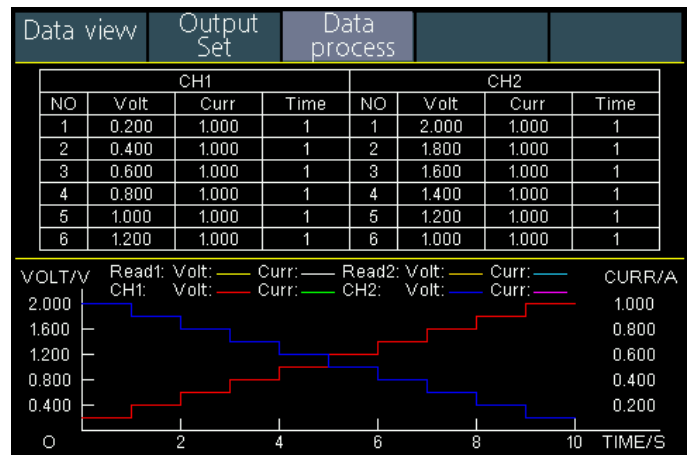 Data view Output Set Data process
CH1 CH2
NO Volt Curr Time NO Volt Curr Time
1 0.200 1.000 1 1 2.000 1.000 1
2 0.400 1.000 1 2 1.800 1.000 1
3 0.600 1.000 1 3 1.600 1.000 1
4 0.800 1.000 1 4 1.400 1.000 1
5 1.000 1.000 1 5 1.200 1.000 1
6 1.200 1.000 1 6 1.000 1.000 1
VOLT/V Read1: Volt: Curr: Read2: Volt: Curr: CURR/A
CH1: Volt: Curr: CH2: Volt: Curr:
2.000 1.000
1.600 0.800
1.200 0.600
0.800 0.400
0.400 0.200
O 2 4 6 8 10 TIME/S